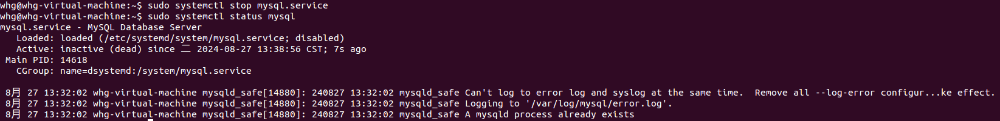 whg@whg-virtual-machine:~$ sudo systemctl stop mysql.service
whg@whg-virtual-machine:~$ sudo systemctl status mysql
mysql.service - MySQL Database Server
   Loaded: loaded (/etc/systemd/system/mysql.service; disabled)
   Active: inactive (dead) since 二 2024-08-27 13:38:56 CST; 7s ago
 Main PID: 14618
   CGroup: name=dsystemd:/system/mysql.service

 8月 27 13:32:02 whg-virtual-machine mysqld_safe[14880]: 240827 13:32:02 mysqld_safe Can't log to error log and syslog at the same time.  Remove all --log-error configur...ke effect.
 8月 27 13:32:02 whg-virtual-machine mysqld_safe[14880]: 240827 13:32:02 mysqld_safe Logging to '/var/log/mysql/error.log'.
 8月 27 13:32:02 whg-virtual-machine mysqld_safe[14880]: 240827 13:32:02 mysqld_safe A mysqld process already exists